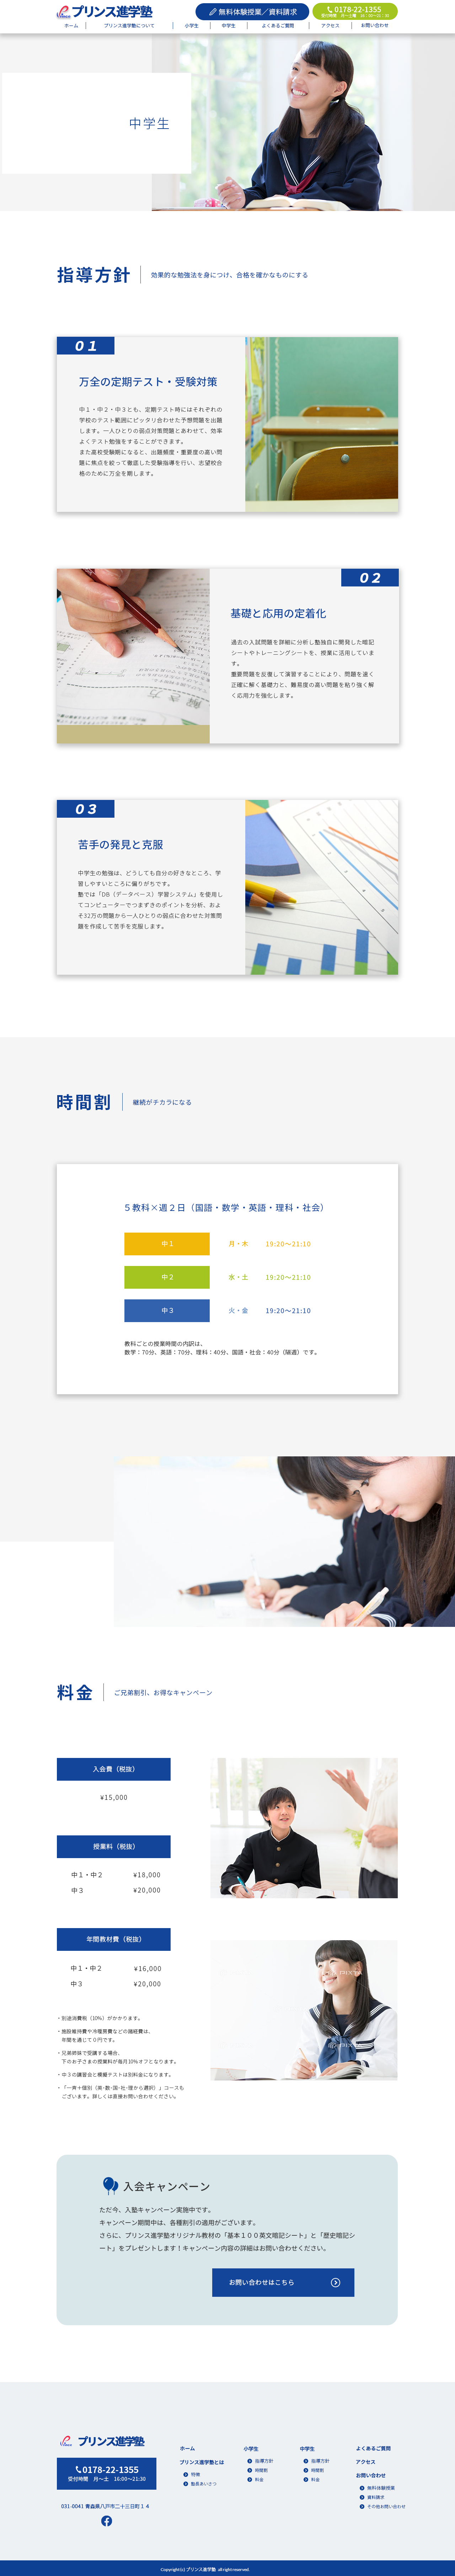 プリンス進学塾
無料体験授業／資料請求
0178-22-1355
ホーム
プリンス進学塾について
小学生
中学生
よくあるご質問
アクセス
お問い合わせ
中学生
指導方針
効果的な勉強法を身につけ、合格を確かなものにする
01
万全の定期テスト・受験対策
中１・中２・中３とも、定期テスト時にはそれぞれの
学校のテスト範囲にピッタリ合わせた予想問題を出題
します。一人ひとりの弱点対策問題とあわせて、効率
よくテスト勉強をすることができます。
また高校受験期になると、出題頻度・重要度の高い問
題に焦点を絞って徹底した受験指導を行い、志望校合
格のために万全を期します。
02
基礎と応用の定着化
過去の入試問題を詳細に分析し塾独自に開発した暗記
シートやトレーニングシートを、授業に活用していま
す。
重要問題を反復して演習することにより、問題を速く
正確に解く基礎力と、難易度の高い問題を粘り強く解
く応用力を強化します。
03
苦手の発見と克服
中学生の勉強は、どうしても自分の好きなところ、学
習しやすいところに偏りがちです。
塾では「DB（データベース）学習システム」を使用し
てコンピューターでつまずきのポイントを分析、およ
そ32万の問題から一人ひとりの弱点に合わせた対策問
題を作成して苦手を克服します。
時間割
継続がチカラになる
５教科×週２日（国語・数学・英語・理科・社会）
中１
月・木
19:20～21:10
中２
水・土
19:20～21:10
中３
火・金
19:20～21:10
教科ごとの授業時間の内訳は、
数学：70分、英語：70分、理科：40分、国語・社会：40分（隔週）です。
料金
ご兄弟割引、お得なキャンペーン
入会費（税抜）
¥15,000
授業料（税抜）
中１・中２
¥18,000
中３
¥20,000
年間教材費（税抜）
中１・中２
¥16,000
中３
¥20,000
・別途消費税（10%）がかかります。
・施設維持費や冷暖房費などの諸経費は、
年間を通じて０円です。
・兄弟姉妹で受講する場合、
下のお子さまの授業料が毎月10%オフとなります。
・中３の講習会と模擬テストは別料金になります。
・「一斉＋個別（英･数･国･社･理から選択）」コースも
ございます。詳しくは直接お問い合わせください。
入会キャンペーン
ただ今、入塾キャンペーン実施中です。
キャンペーン期間中は、各種割引の適用がございます。
さらに、プリンス進学塾オリジナル教材の「基本１００英文暗記シート」と「歴史暗記シ
ート」をプレゼントします！キャンペーン内容の詳細はお問い合わせください。
お問い合わせはこちら
プリンス進学塾
0178-22-1355
受付時間　月～土　16:00～21:30
031-0041 青森県八戸市二十三日町１４
ホーム
プリンス進学塾とは
特徴
塾長あいさつ
小学生
指導方針
時間割
料金
中学生
指導方針
時間割
料金
よくあるご質問
アクセス
お問い合わせ
無料体験授業
資料請求
その他お問い合わせ
Copyright(c) プリンス進学塾 all right reserved